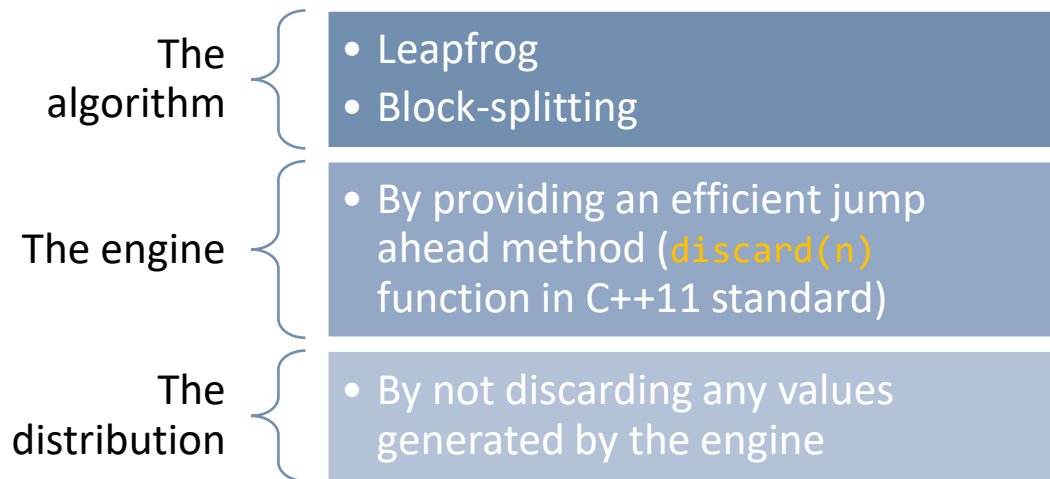 The
algorithm
• Leapfrog
• Block-splitting
The engine
• By providing an efficient jump
ahead method (discard(n)
function in C++11 standard)
The
distribution
• By not discarding any values
generated by the engine